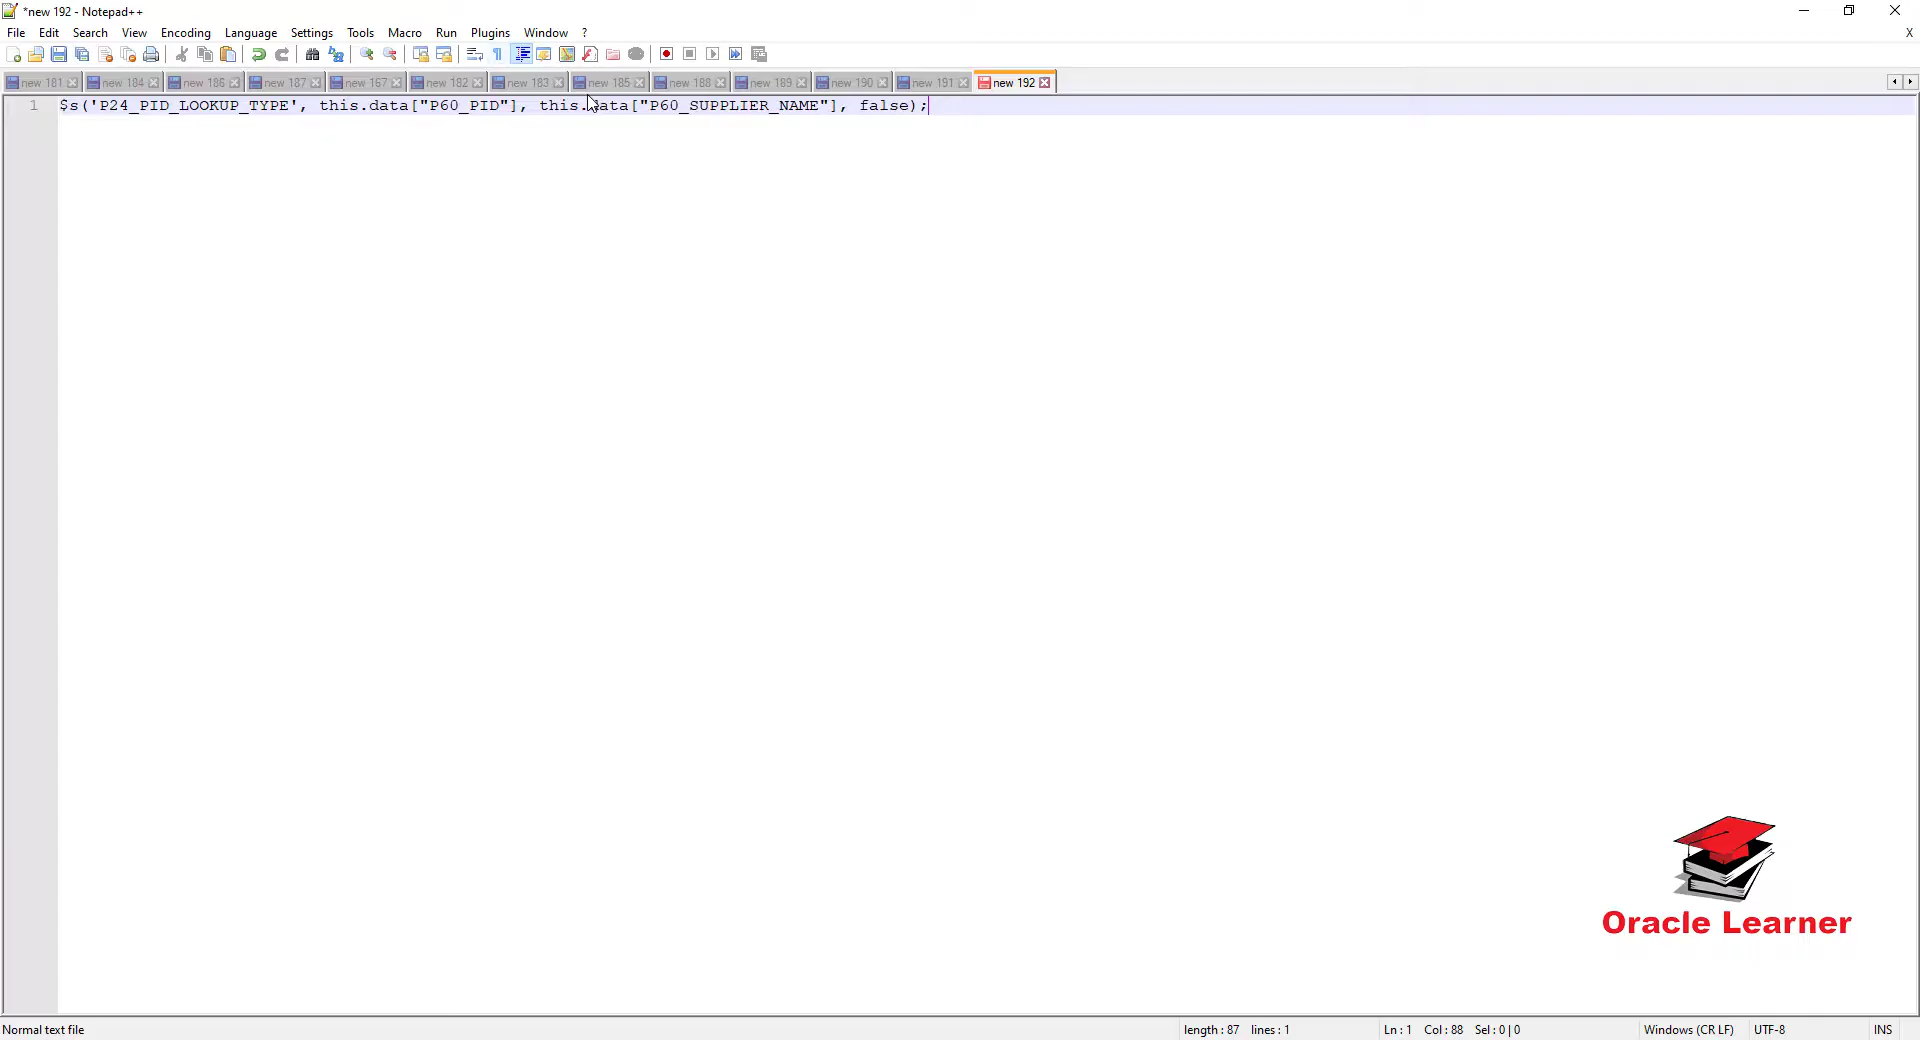 *new 192 - Notepad++
File Edit Search View Encoding Language Settings Tools Macro Run Plugins Window ? X
new 181 new 184 new 186 new 187 new 167 new 182 new 183 new 185 new 188 new 189 new 190 new 191 new 192
1 $s('P24_PID_LOOKUP_TYPE', this.data["P60_PID"], this.data["P60_SUPPLIER_NAME"], false);
Oracle Learner
Normal text file length : 87 lines : 1 Ln : 1 Col : 88 Sel : 0 | 0 Windows (CR LF) UTF-8 INS